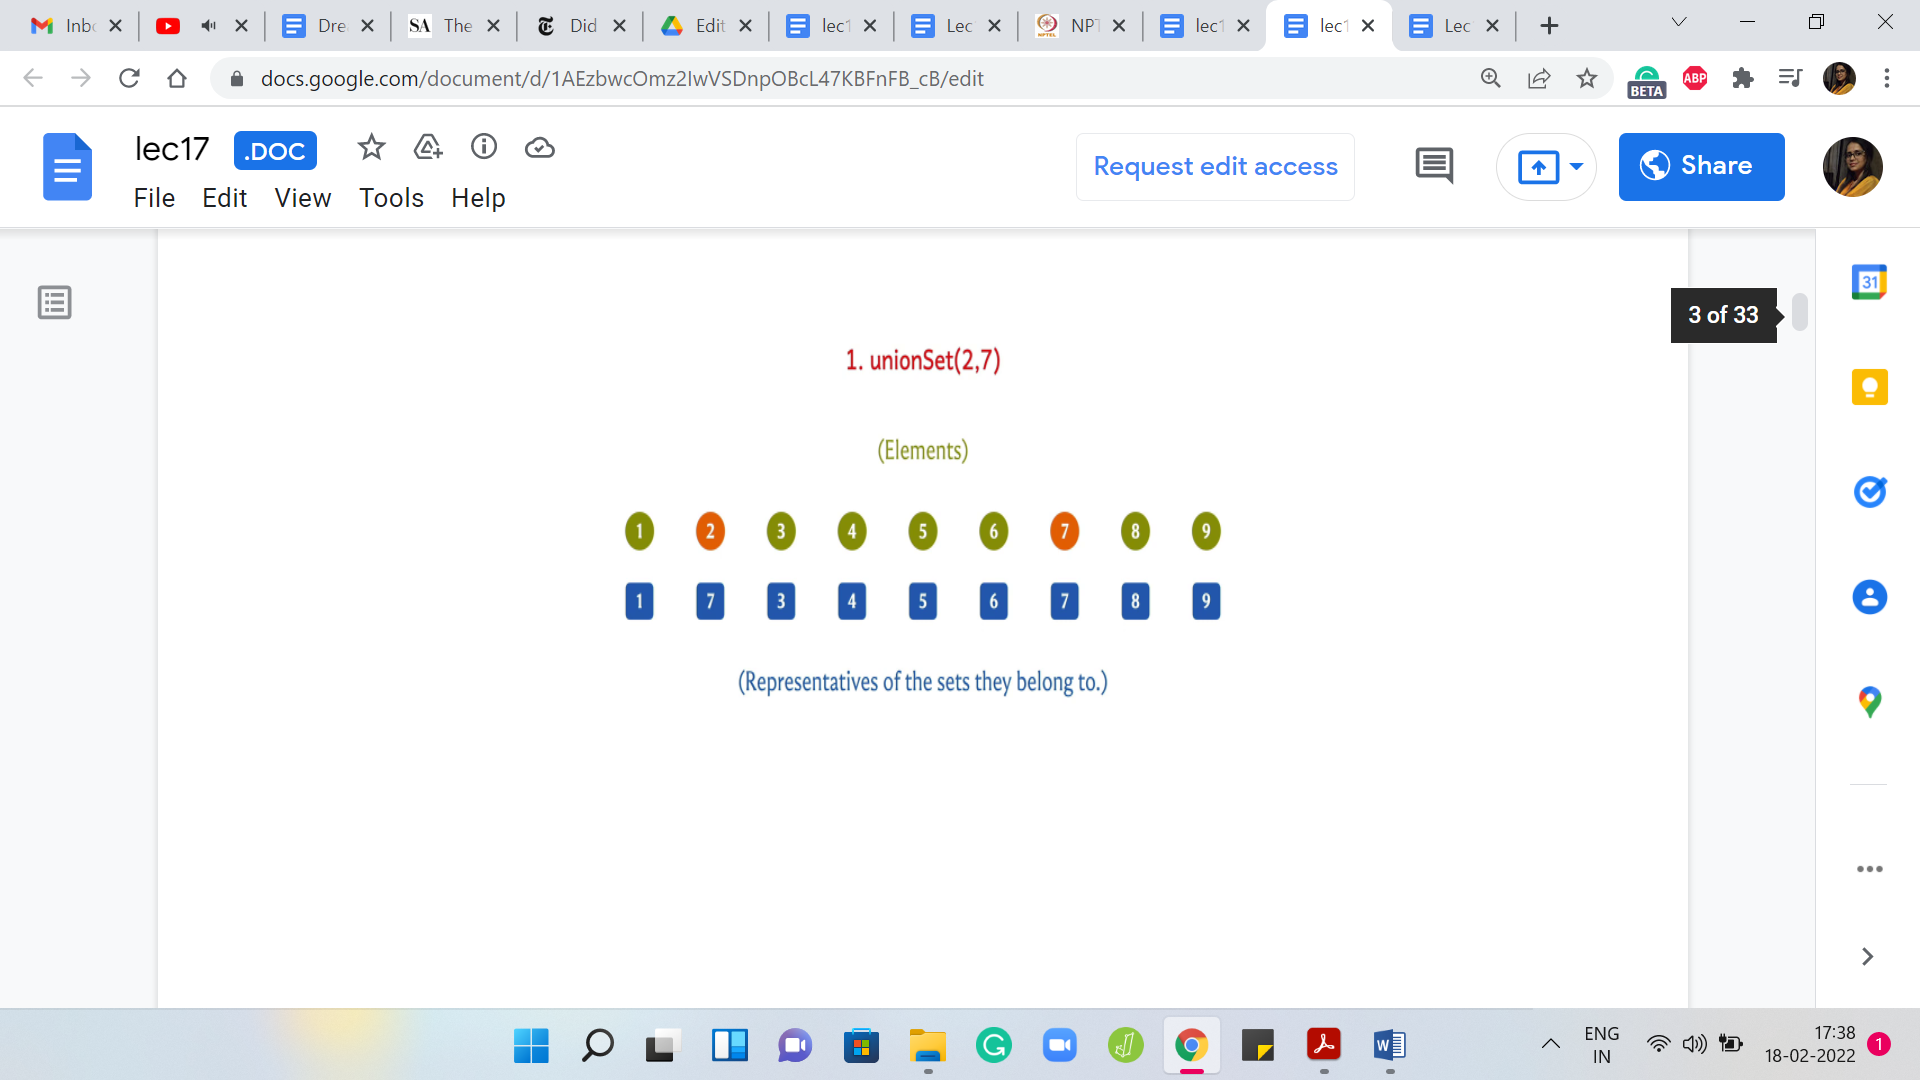 Inbc
Dre
SA The
Did
Edit
lec1
Lec
NPT
lec1
lec1
Lec
docs.google.com/document/d/1AEzbwcOmz2IwVSDnpOBcL47KBFnFB_cB/edit
ABP
BETA
lec17 .DOC
File Edit View Tools Help
Request edit access
Share
31
3 of 33
1. unionSet(2,7)
(Elements)
1 2 3 4 5 6 7 8 9
1 7 3 4 5 6 7 8 9
(Representatives of the sets they belong to.)
ENG
IN
17:38
18-02-2022
1